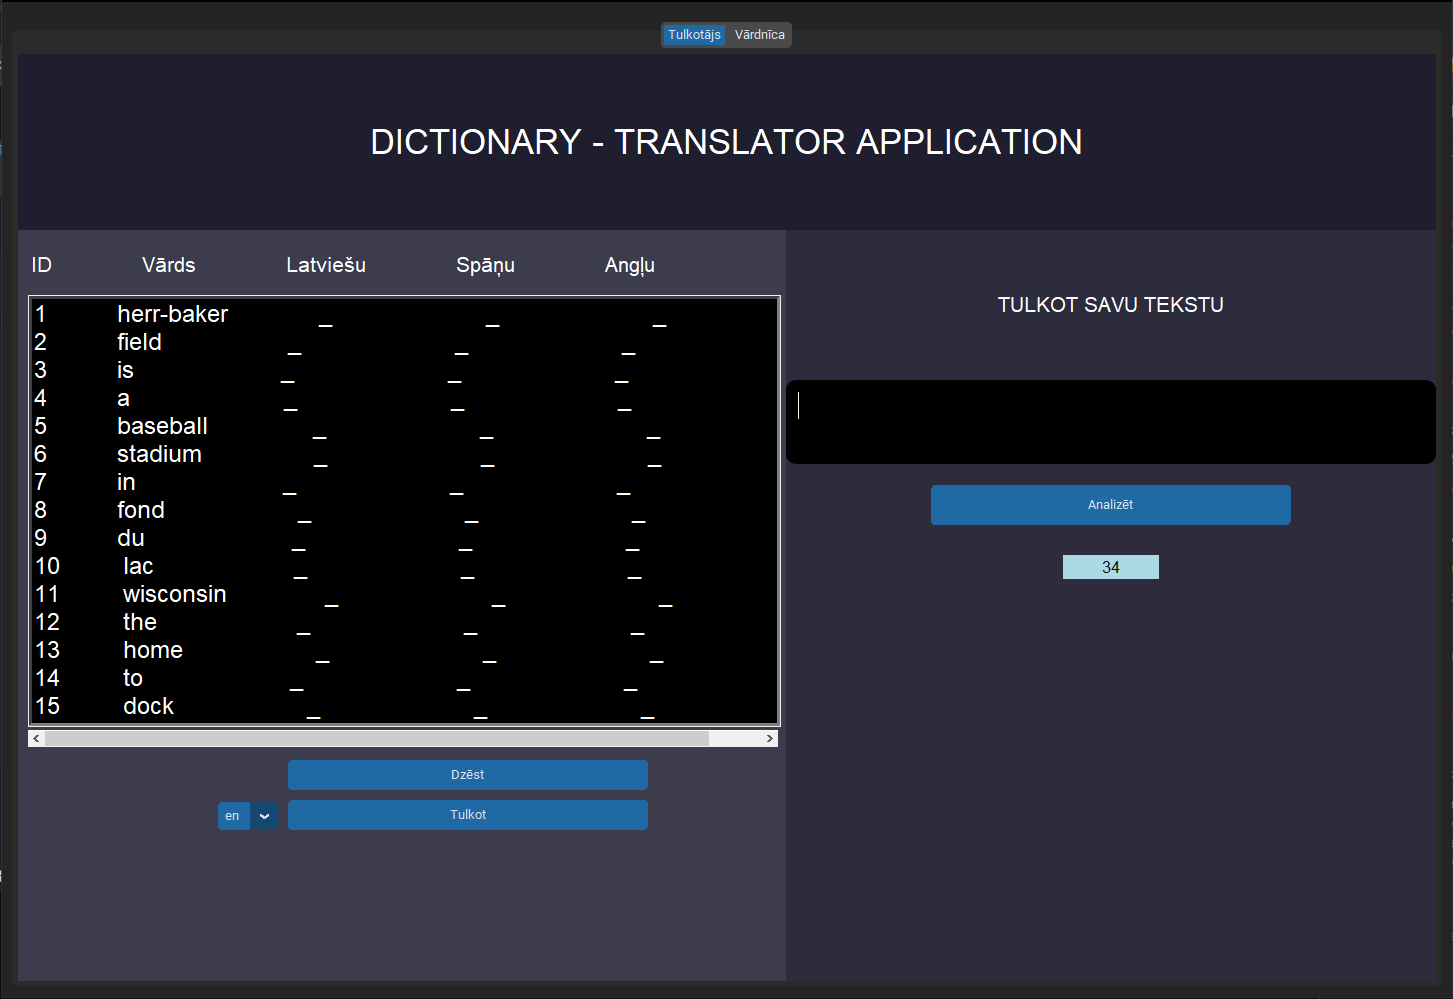 Tulkotājs Vārdnīca
DICTIONARY - TRANSLATOR APPLICATION
ID Vārds Latviešu Spāņu Angļu
1 herr-baker _ _ _
2 field _ _ _
3 is _ _ _
4 a _ _ _
5 baseball _ _ _
6 stadium _ _ _
7 in _ _ _
8 fond _ _ _
9 du _ _ _
10 lac _ _ _
11 wisconsin _ _ _
12 the _ _ _
13 home _ _ _
14 to _ _ _
15 dock _ _ _
Dzēst
en Tulkot
TULKOT SAVU TEKSTU
Analizēt
34